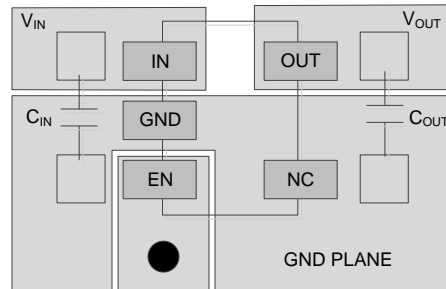 VIN
VOUT
IN
OUT
CIN
GND
COUT
EN
NC
GND PLANE